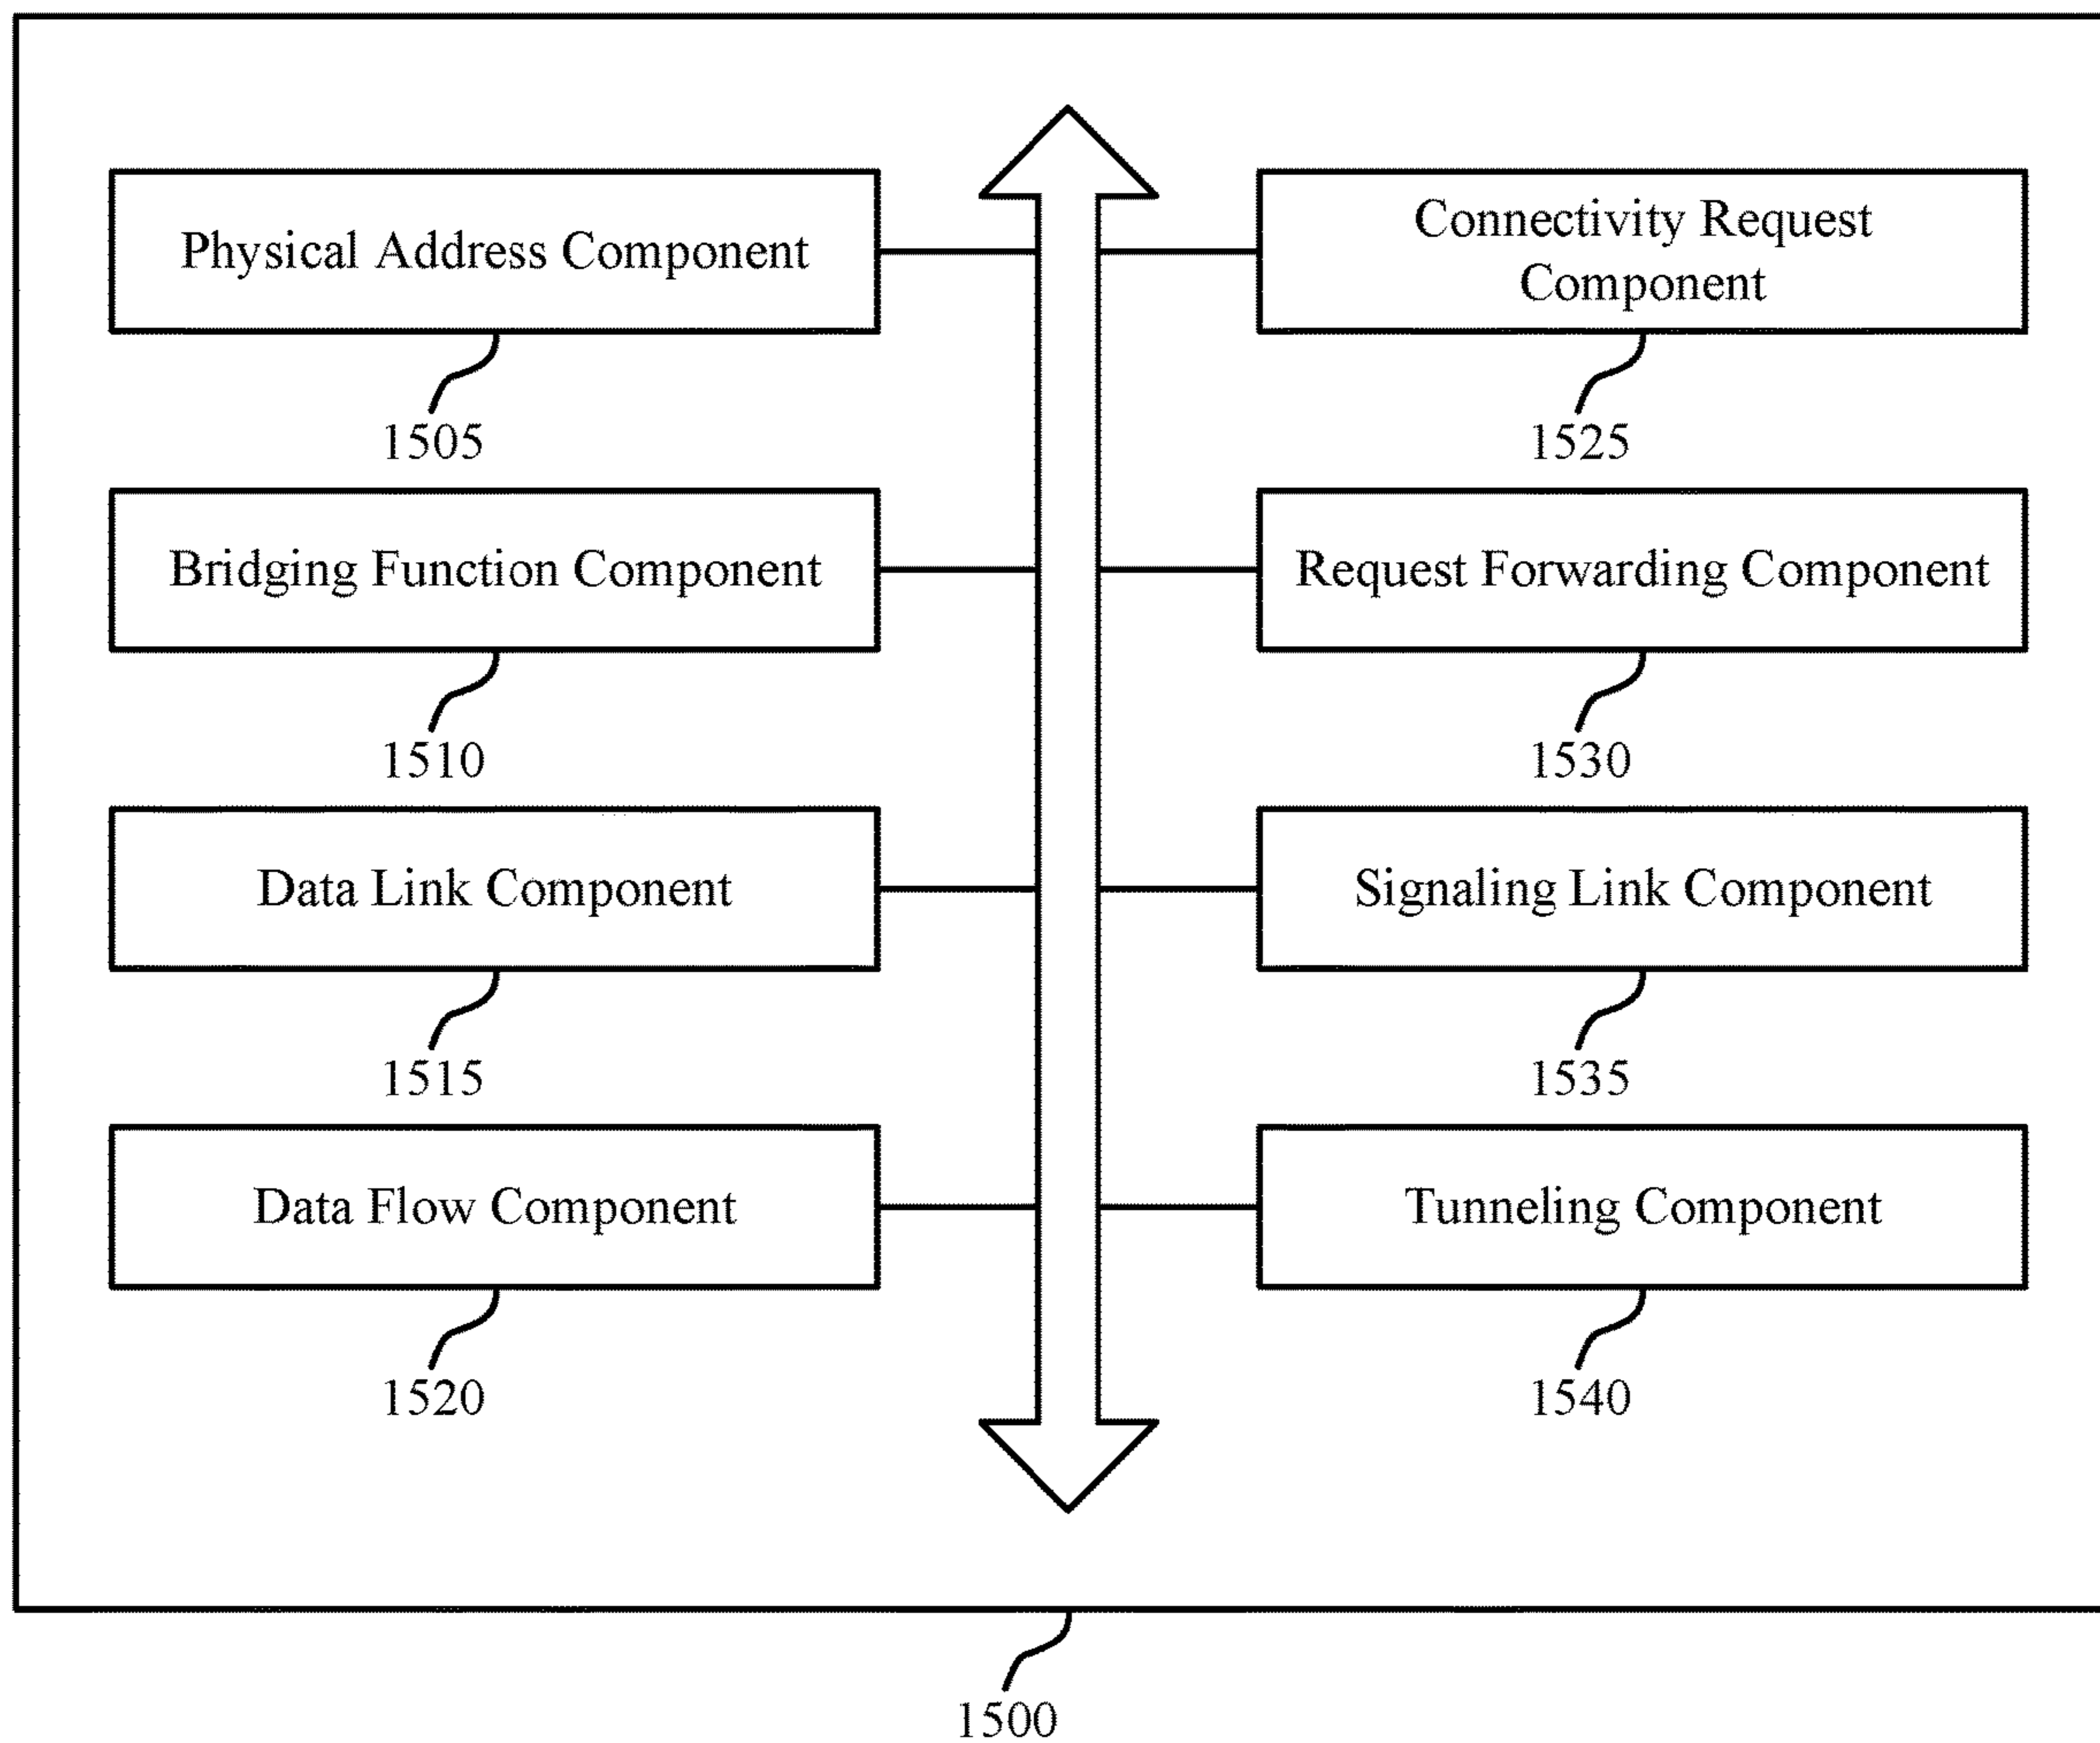 Physical Address Component
1505
Connectivity Request
Component
1525
Bridging Function Component
1510
Request Forwarding Component
1530
Data Link Component
1515
Signaling Link Component
1535
Data Flow Component
1520
Tunneling Component
1540
1500